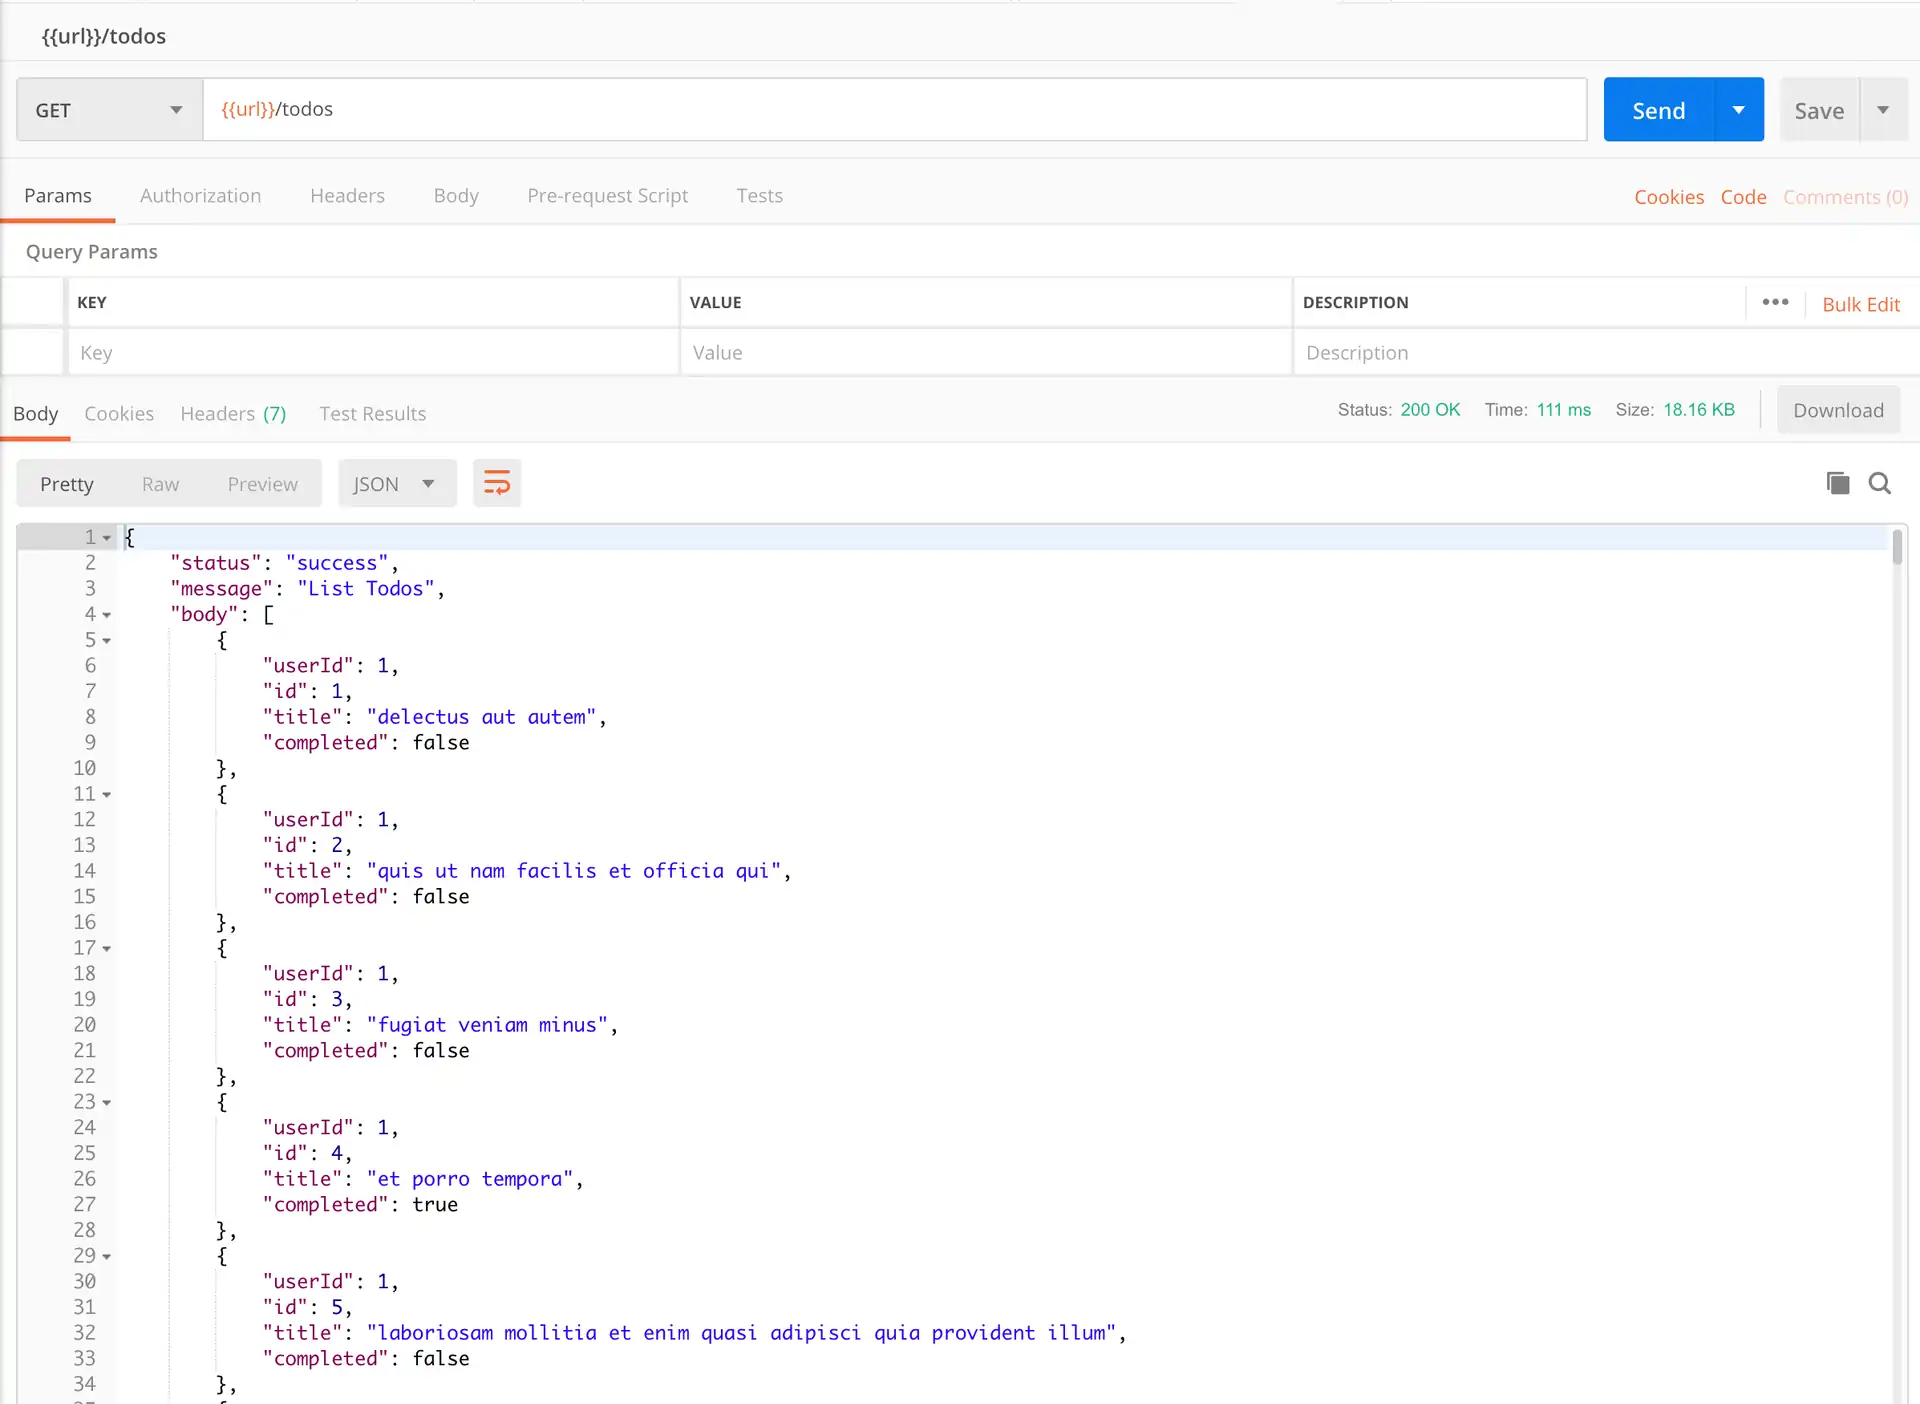 {{url}}/todos
GET {{url}}/todos Send Save
Params Authorization Headers Body Pre-request Script Tests Cookies Code Comments (0)
Query Params
KEY VALUE DESCRIPTION ••• Bulk Edit
Key Value Description
Body Cookies Headers (7) Test Results Status: 200 OK Time: 111 ms Size: 18.16 KB Download
Pretty Raw Preview JSON
1 {
2 "status": "success",
3 "message": "List Todos",
4 "body": [
5 {
6 "userId": 1,
7 "id": 1,
8 "title": "delectus aut autem",
9 "completed": false
10 },
11 {
12 "userId": 1,
13 "id": 2,
14 "title": "quis ut nam facilis et officia qui",
15 "completed": false
16 },
17 {
18 "userId": 1,
19 "id": 3,
20 "title": "fugiat veniam minus",
21 "completed": false
22 },
23 {
24 "userId": 1,
25 "id": 4,
26 "title": "et porro tempora",
27 "completed": true
28 },
29 {
30 "userId": 1,
31 "id": 5,
32 "title": "laboriosam mollitia et enim quasi adipisci quia provident illum",
33 "completed": false
34 },